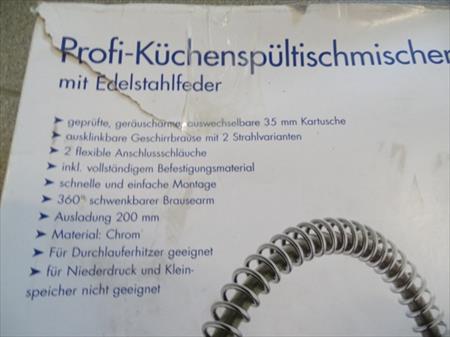 Profi-Küchenspültischmischer
mit Edelstahlfeder
➤ geprüfte, geräuscharme, auswechselbare 35 mm Kartusche
➤ ausklinkbare Geschirrbrause mit 2 Strahlvarianten
➤ 2 flexible Anschlussschläuche
➤ inkl. vollständigem Befestigungsmaterial
➤ schnelle und einfache Montage
➤ 360° schwenkbarer Brausearm
➤ Ausladung 200 mm
➤ Material: Chrom
➤ Für Durchlauferhitzer geeignet
➤ für Niederdruck und Klein-
speicher nicht geeignet